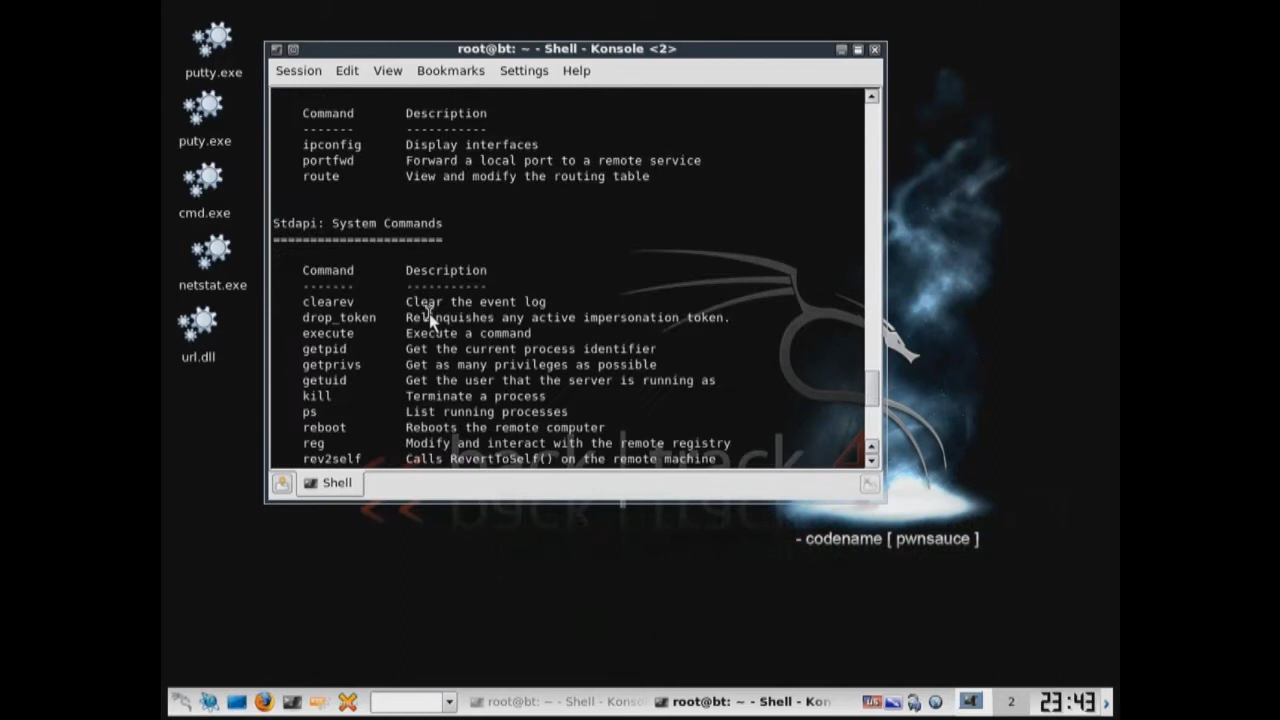 putty.exe
puty.exe
cmd.exe
netstat.exe
url.dll
root@bt: ~ - Shell - Konsole <2>
Session Edit View Bookmarks Settings Help
Command Description
------- -----------
ipconfig Display interfaces
portfwd Forward a local port to a remote service
route View and modify the routing table
Stdapi: System Commands
=======================
Command Description
------- -----------
clearev Clear the event log
drop_token Relinquishes any active impersonation token.
execute Execute a command
getpid Get the current process identifier
getprivs Get as many privileges as possible
getuid Get the user that the server is running as
kill Terminate a process
ps List running processes
reboot Reboots the remote computer
reg Modify and interact with the remote registry
rev2self Calls RevertToSelf() on the remote machine
Shell
<< back | track 4
- codename [ pwnsauce ]
root@bt: ~ - Shell - Konso
root@bt: ~ - Shell - Kon
US
2
23:43